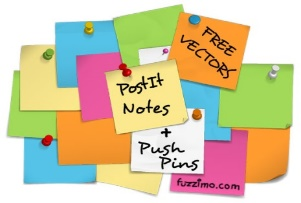 FREE
VECTORS
PostIt
Notes
+
Push
Pins
fuzzimo.com